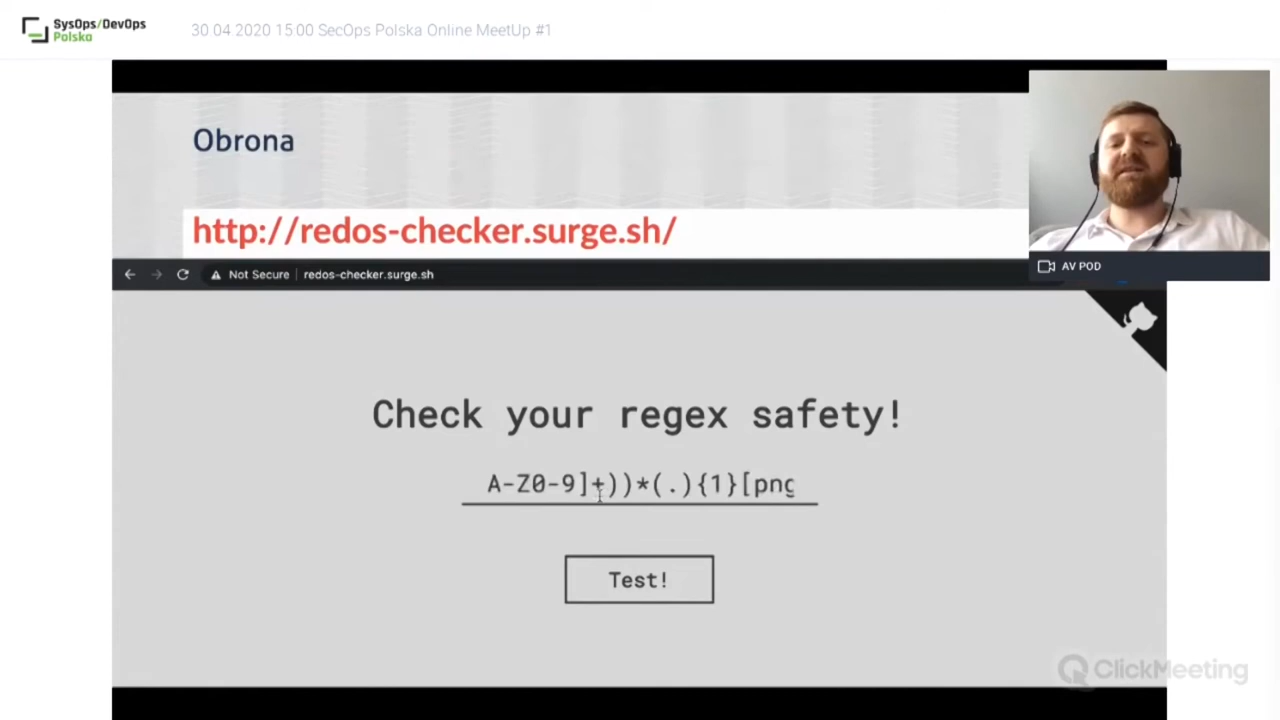 SysOps/DevOps
Polska
30 04 2020 15:00 SecOps Polska Online MeetUp #1
Obrona
http://redos-checker.surge.sh/
AV POD
Not Secure redos-checker.surge.sh
Check your regex safety!
A-Z0-9]+))*(.){1}[png
Test!
ClickMeeting